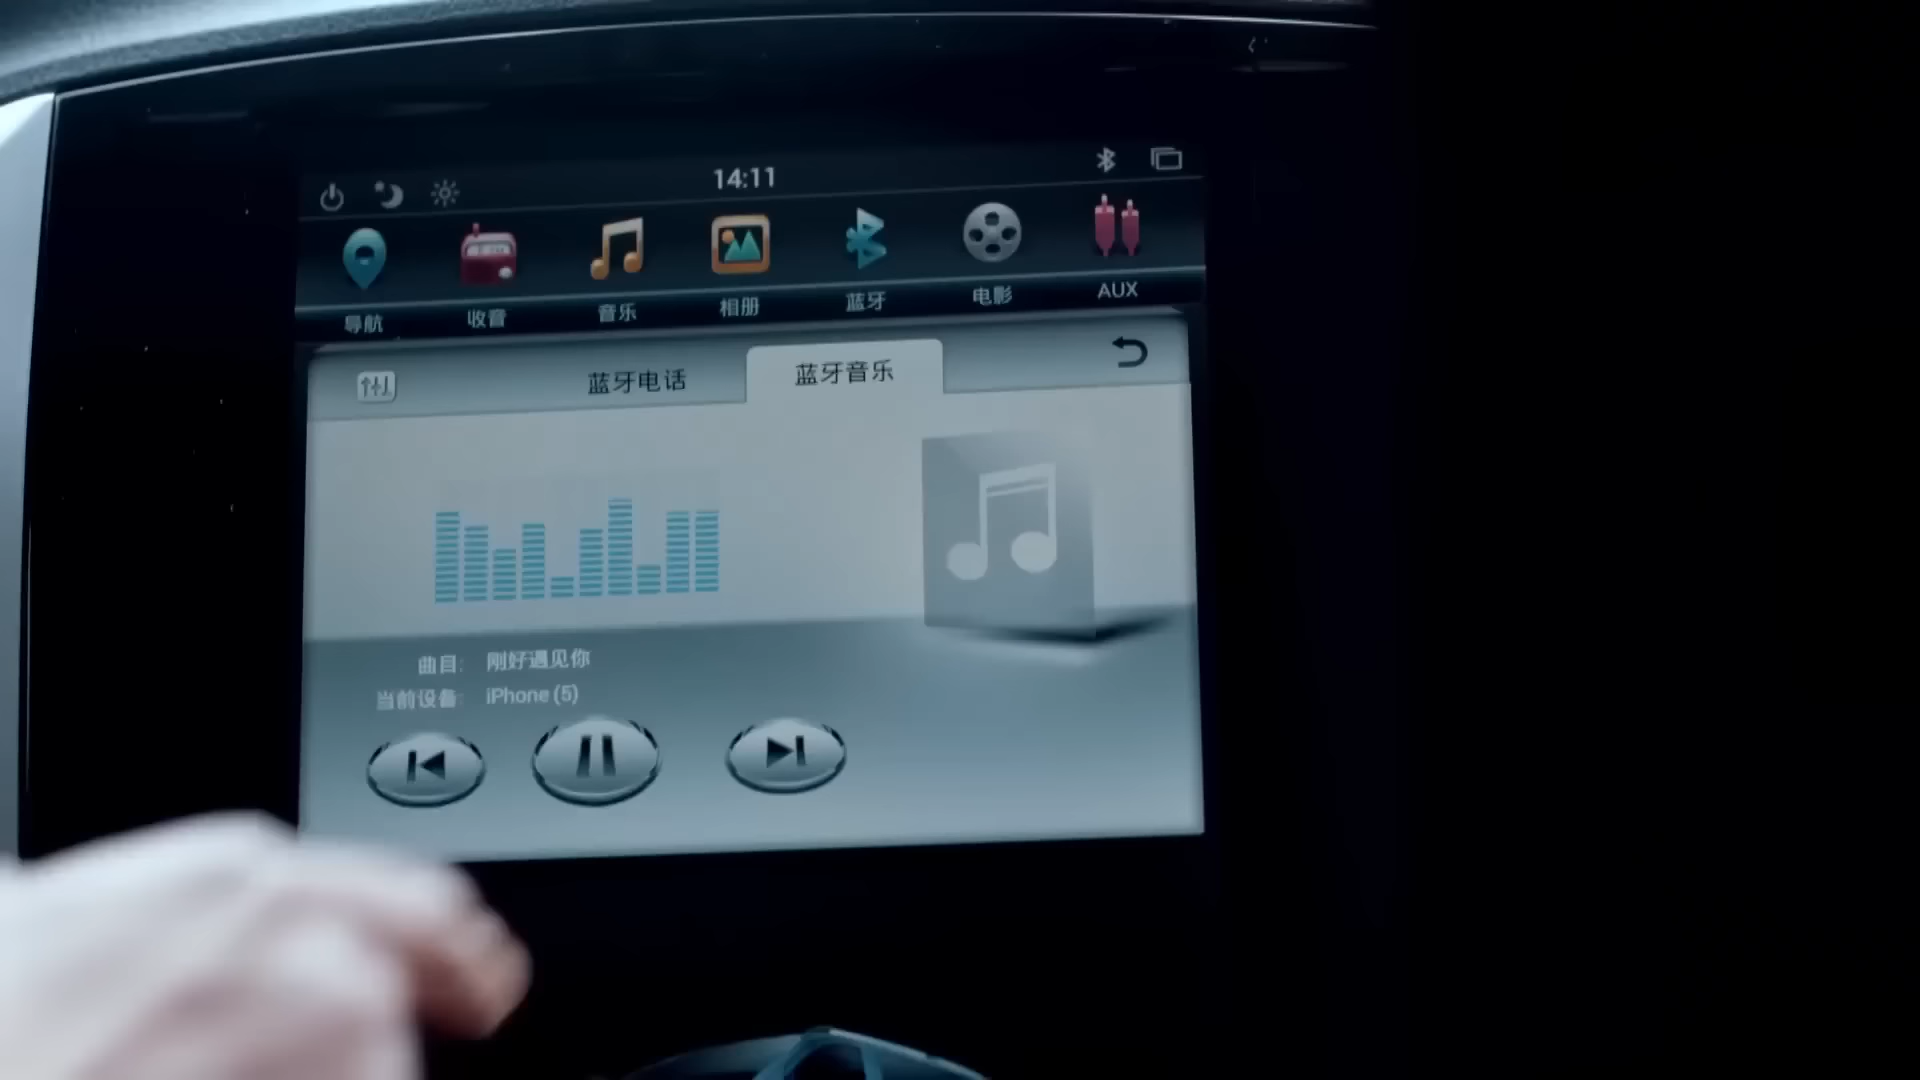 14:11
导航 收音 音乐 相册 蓝牙 电影 AUX
蓝牙电话 蓝牙音乐
曲目: 刚好遇见你
当前设备: iPhone (5)